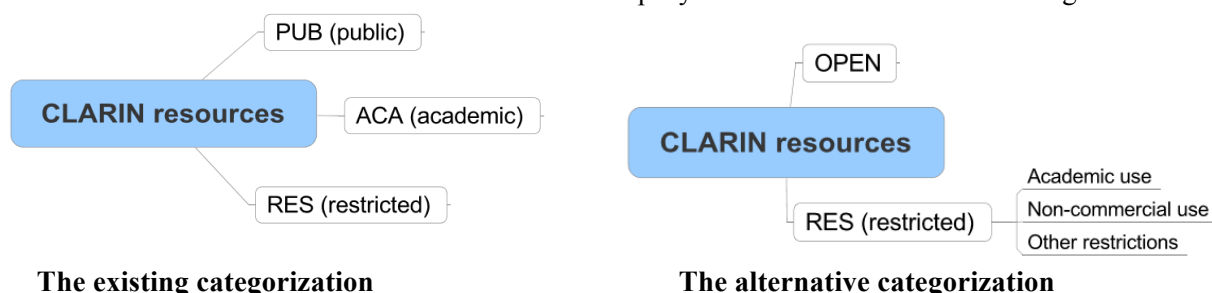 PUB (public)
CLARIN resources
ACA (academic)
RES (restricted)
The existing categorization
OPEN
CLARIN resources
RES (restricted)
Academic use
Non-commercial use
Other restrictions
The alternative categorization